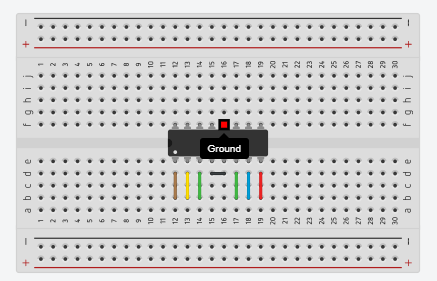 − −
+ +
1 2 3 4 5 6 7 8 9 10 11 12 13 14 15 16 17 18 19 20 21 22 23 24 25 26 27 28 29 30
j j
i i
h h
g g
f f
Ground
e e
d d
c c
b b
a a
1 2 3 4 5 6 7 8 9 10 11 12 13 14 15 16 17 18 19 20 21 22 23 24 25 26 27 28 29 30
− −
+ +